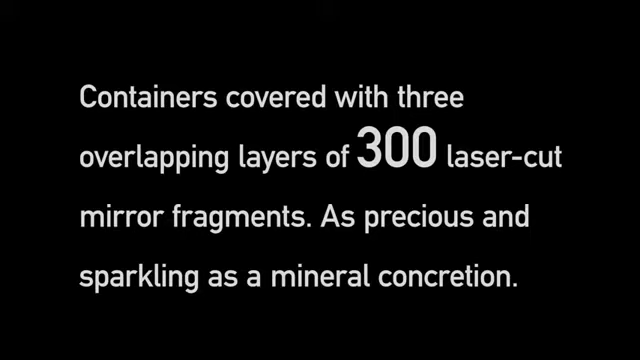 Containers covered with three
overlapping layers of 300 laser-cut
mirror fragments. As precious and
sparkling as a mineral concretion.